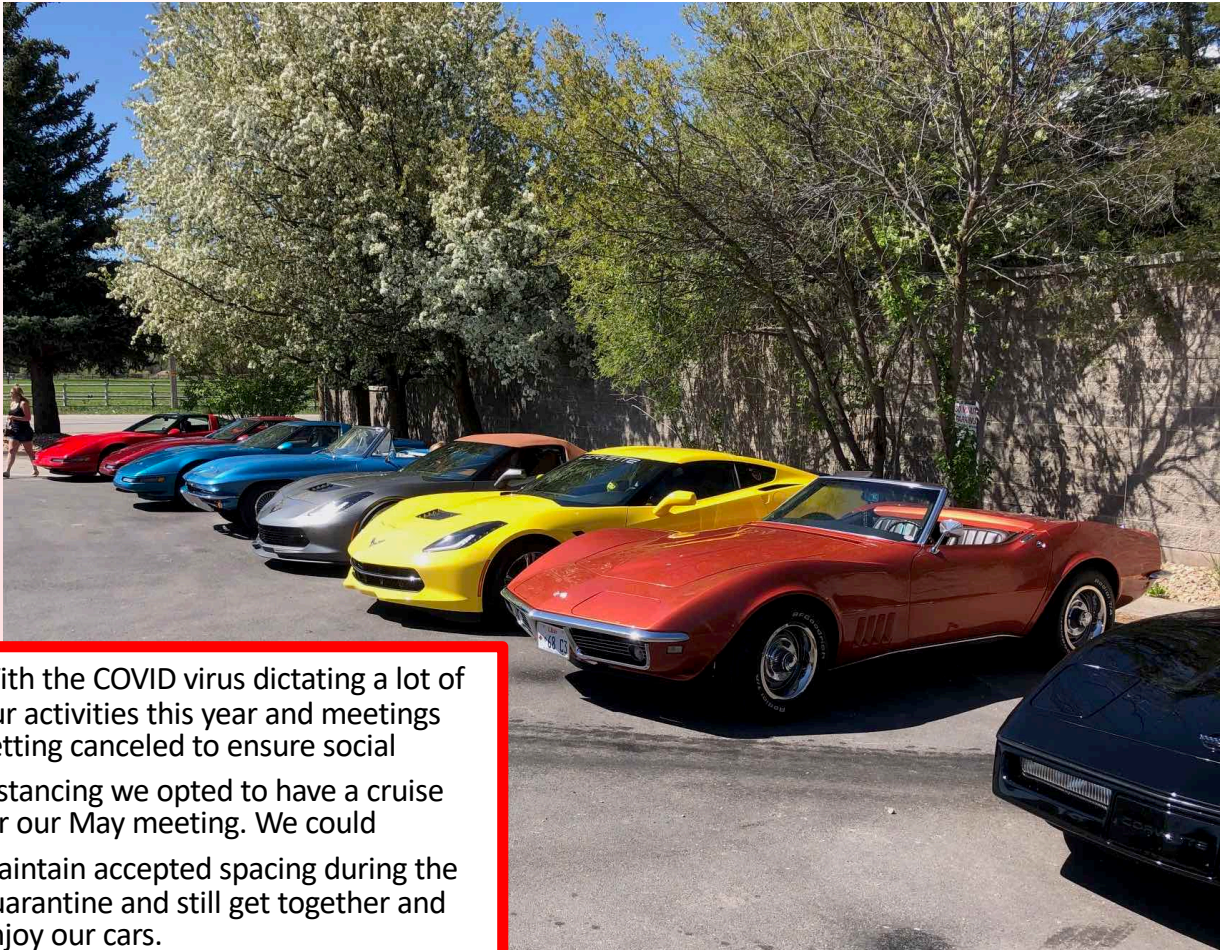 ith the COVID virus dictating a lot of
ur activities this year and meetings
etting canceled to ensure social
stancing we opted to have a cruise
r our May meeting. We could
aintain accepted spacing during the
uarantine and still get together and
njoy our cars.
68 C3
CORVETTE